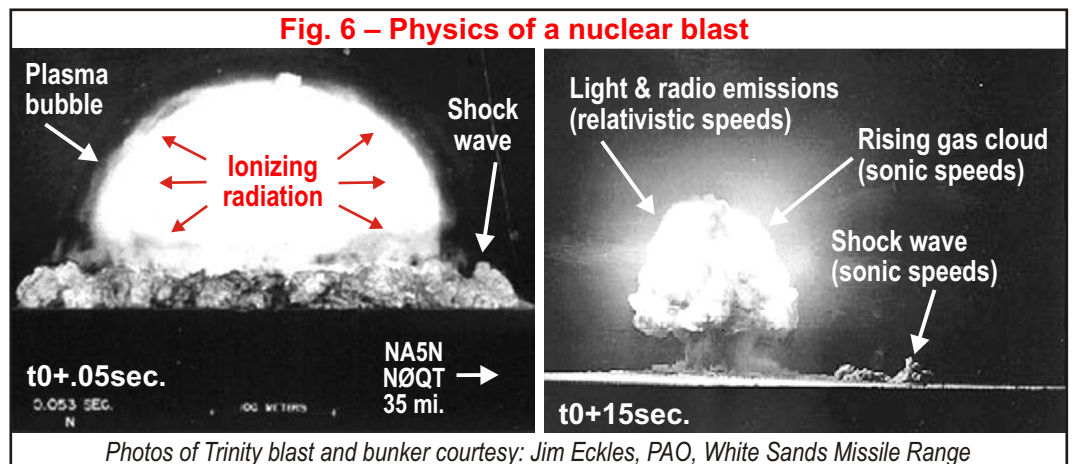 Fig. 6 – Physics of a nuclear blast
Plasma
bubble
Shock
wave
Ionizing
radiation
t0+.05sec.
NA5N
NØQT
35 mi.
0.053 SEC.
N
100 METERS
Light & radio emissions
(relativistic speeds)
Rising gas cloud
(sonic speeds)
Shock wave
(sonic speeds)
t0+15sec.
Photos of Trinity blast and bunker courtesy: Jim Eckles, PAO, White Sands Missile Range